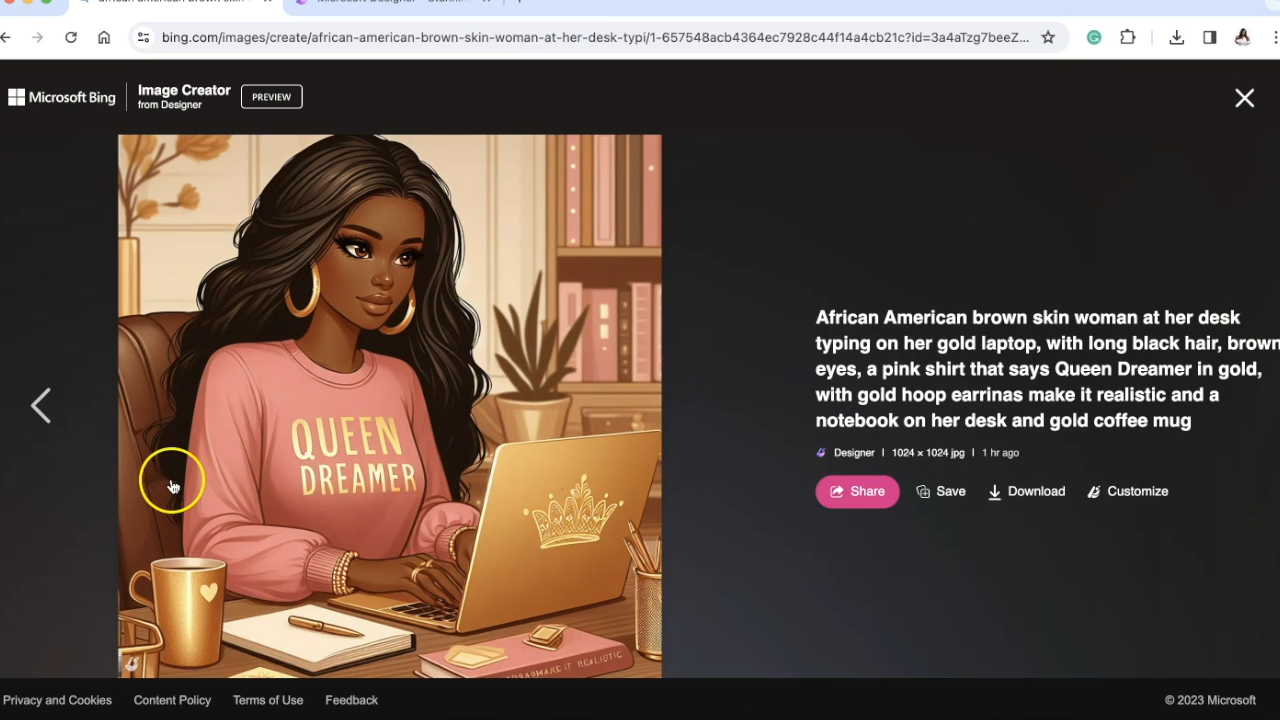 bing.com/images/create/african-american-brown-skin-woman-at-her-desk-typi/1-657548acb4364ec7928c44f14a4cb21c?id=3a4aTzg7beeZ...
Microsoft Bing
Image Creator
from Designer
PREVIEW
QUEEN
DREAMER
African American brown skin woman at her desk
typing on her gold laptop, with long black hair, brown
eyes, a pink shirt that says Queen Dreamer in gold,
with gold hoop earrinas make it realistic and a
notebook on her desk and gold coffee mug
Designer | 1024 × 1024 jpg | 1 hr ago
Share Save Download Customize
MAKE IT REALISTIC
Privacy and Cookies Content Policy Terms of Use Feedback
© 2023 Microsoft